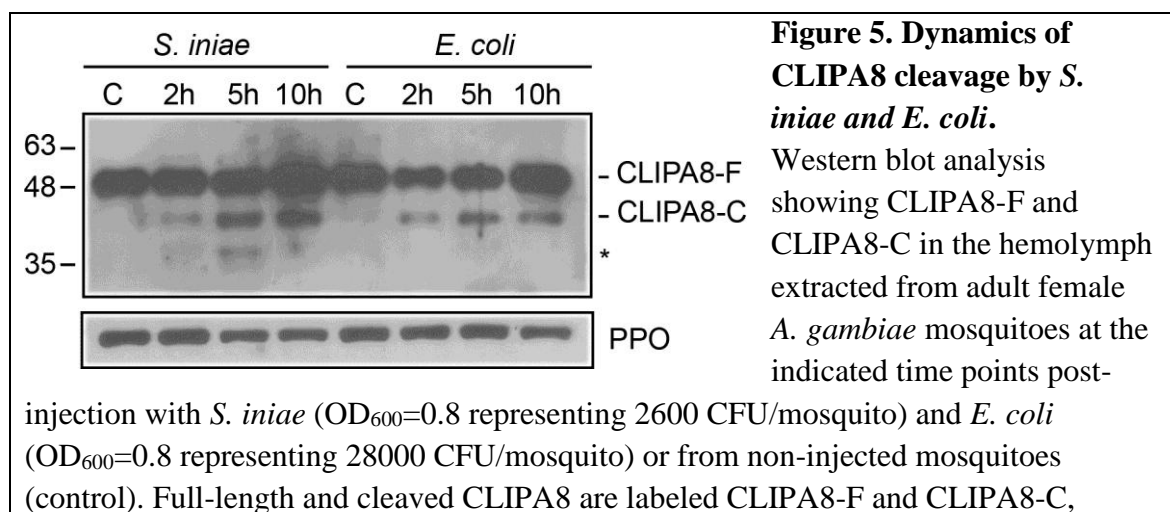 S. iniae E. coli
C 2h 5h 10h C 2h 5h 10h
63
48
35
CLIPA8-F
CLIPA8-C
*
PPO
Figure 5. Dynamics of
CLIPA8 cleavage by S.
iniae and E. coli.
Western blot analysis
showing CLIPA8-F and
CLIPA8-C in the hemolymph
extracted from adult female
A. gambiae mosquitoes at the
indicated time points post-
injection with S. iniae (OD600=0.8 representing 2600 CFU/mosquito) and E. coli
(OD600=0.8 representing 28000 CFU/mosquito) or from non-injected mosquitoes
(control). Full-length and cleaved CLIPA8 are labeled CLIPA8-F and CLIPA8-C,